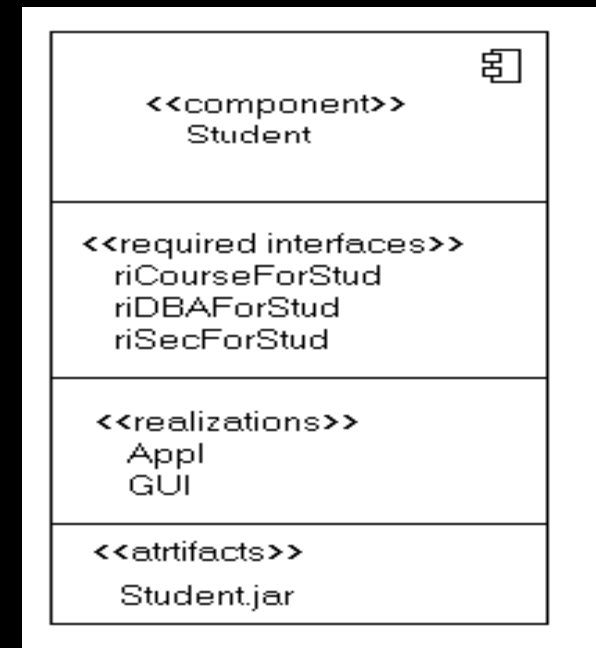 <<component>>
Student
<<required interfaces>>
riCourseForStud
riDBAForStud
riSecForStud
<<realizations>>
Appl
GUI
<<atrtifacts>>
Student.jar